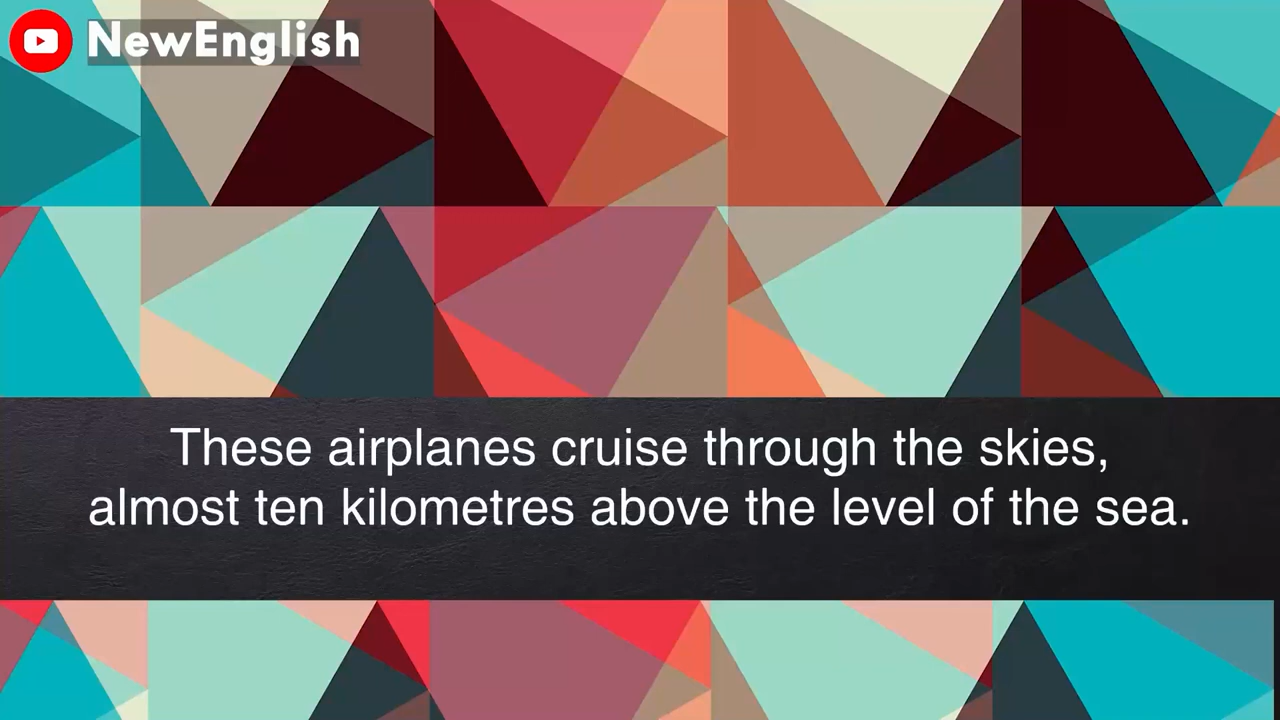 NewEnglish
These airplanes cruise through the skies,
almost ten kilometres above the level of the sea.